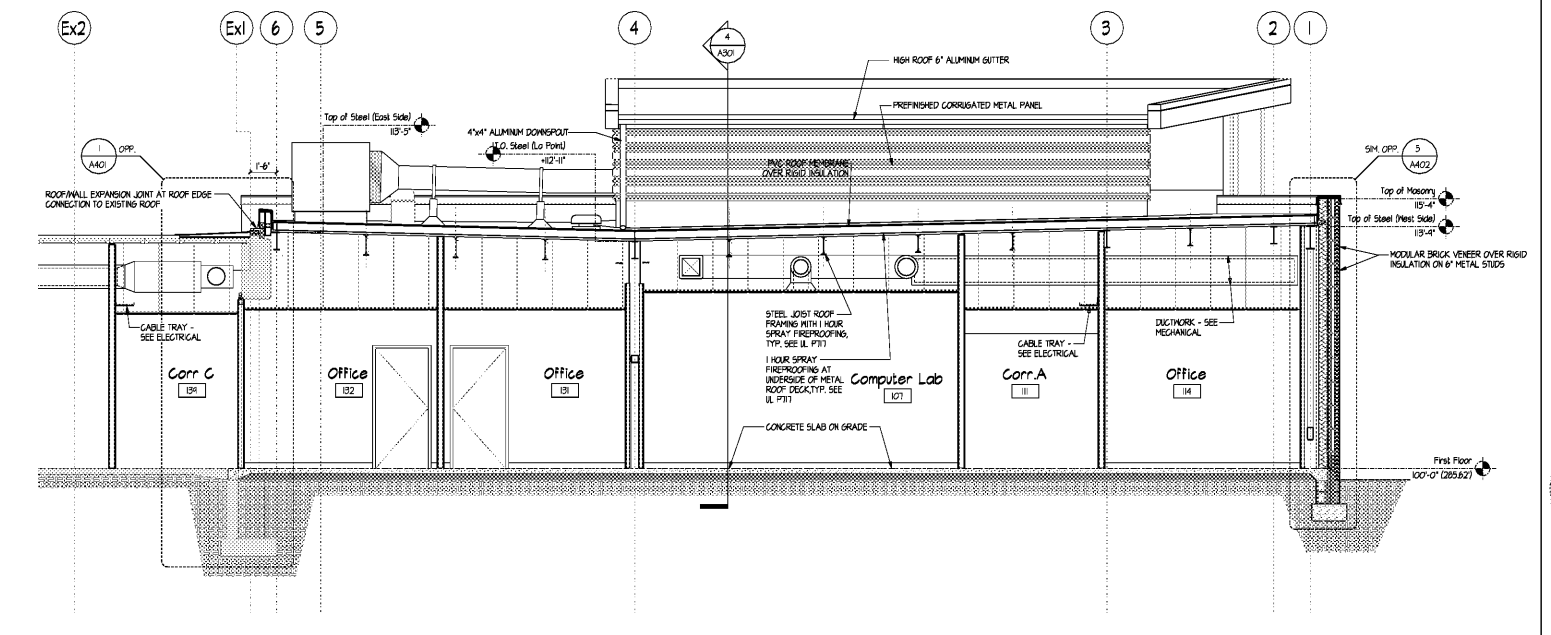 Ex2
Ex1
6
5
4
3
2
1
4
A301
HIGH ROOF 6" ALUMINUM GUTTER
PREFINISHED CORRUGATED METAL PANEL
Top of Steel (East Side)
113'-5"
4"x4" ALUMINUM DOWNSPOUT
T.O. Steel (Lo Point)
+112'-11"
1
OPP.
A401
1'-6"
PVC ROOF MEMBRANE
OVER RIGID INSULATION
SIM. OPP.
5
A402
ROOF/WALL EXPANSION JOINT AT ROOF EDGE
CONNECTION TO EXISTING ROOF
Top of Masonry
115'-4"
Top of Steel (West Side)
113'-4"
MODULAR BRICK VENEER OVER RIGID
INSULATION ON 6" METAL STUDS
CABLE TRAY -
SEE ELECTRICAL
STEEL JOIST ROOF
FRAMING WITH 1 HOUR
SPRAY FIREPROOFING,
TYP. SEE UL P717
1 HOUR SPRAY
FIREPROOFING AT
UNDERSIDE OF METAL
ROOF DECK,TYP. SEE
UL P717
CABLE TRAY -
SEE ELECTRICAL
DUCTWORK - SEE
MECHANICAL
Corr C
Office
132
Office
131
Computer Lab
107
Corr.A
111
Office
114
CONCRETE SLAB ON GRADE
First Floor
100'-0" (285.62')